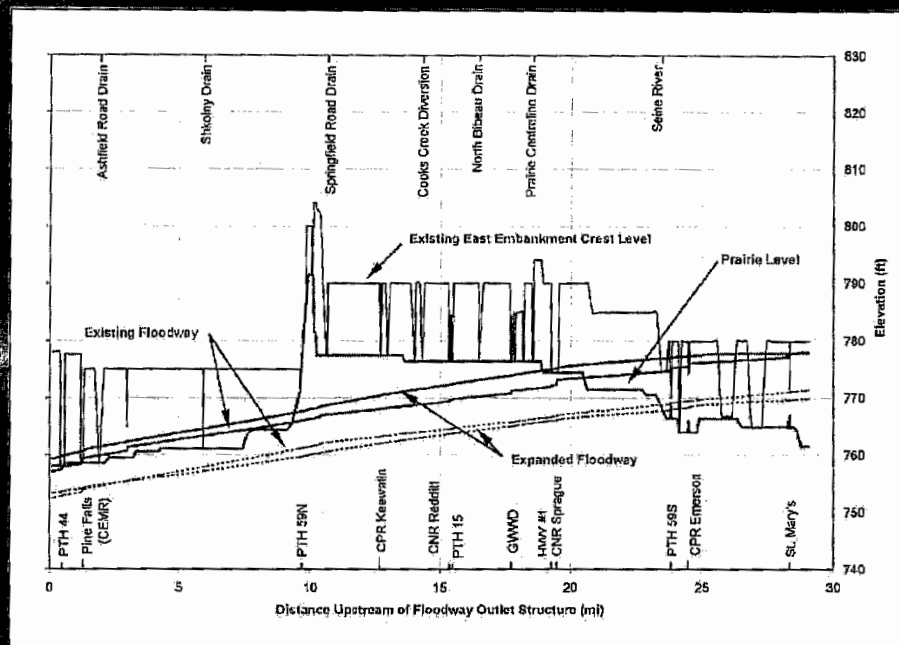 Ashfield Road Drain
Shkolny Drain
Springfield Road Drain
Cooks Creek Diversion
North Bibeau Drain
Prairie Centreline Drain
Seine River
830
820
810
800
790
780
770
760
750
740
Elevation (ft)
Existing East Embankment Crest Level
Prairie Level
Existing Floodway
Expanded Floodway
PTH 44
Pine Falls
(CEMR)
PTH 59N
CPR Keewatin
CNR Redditt
PTH 15
GWWD
HWY #1
CNR Sprague
PTH 59S
CPR Emerson
St. Mary's
0
5
10
15
20
25
30
Distance Upstream of Floodway Outlet Structure (mi)